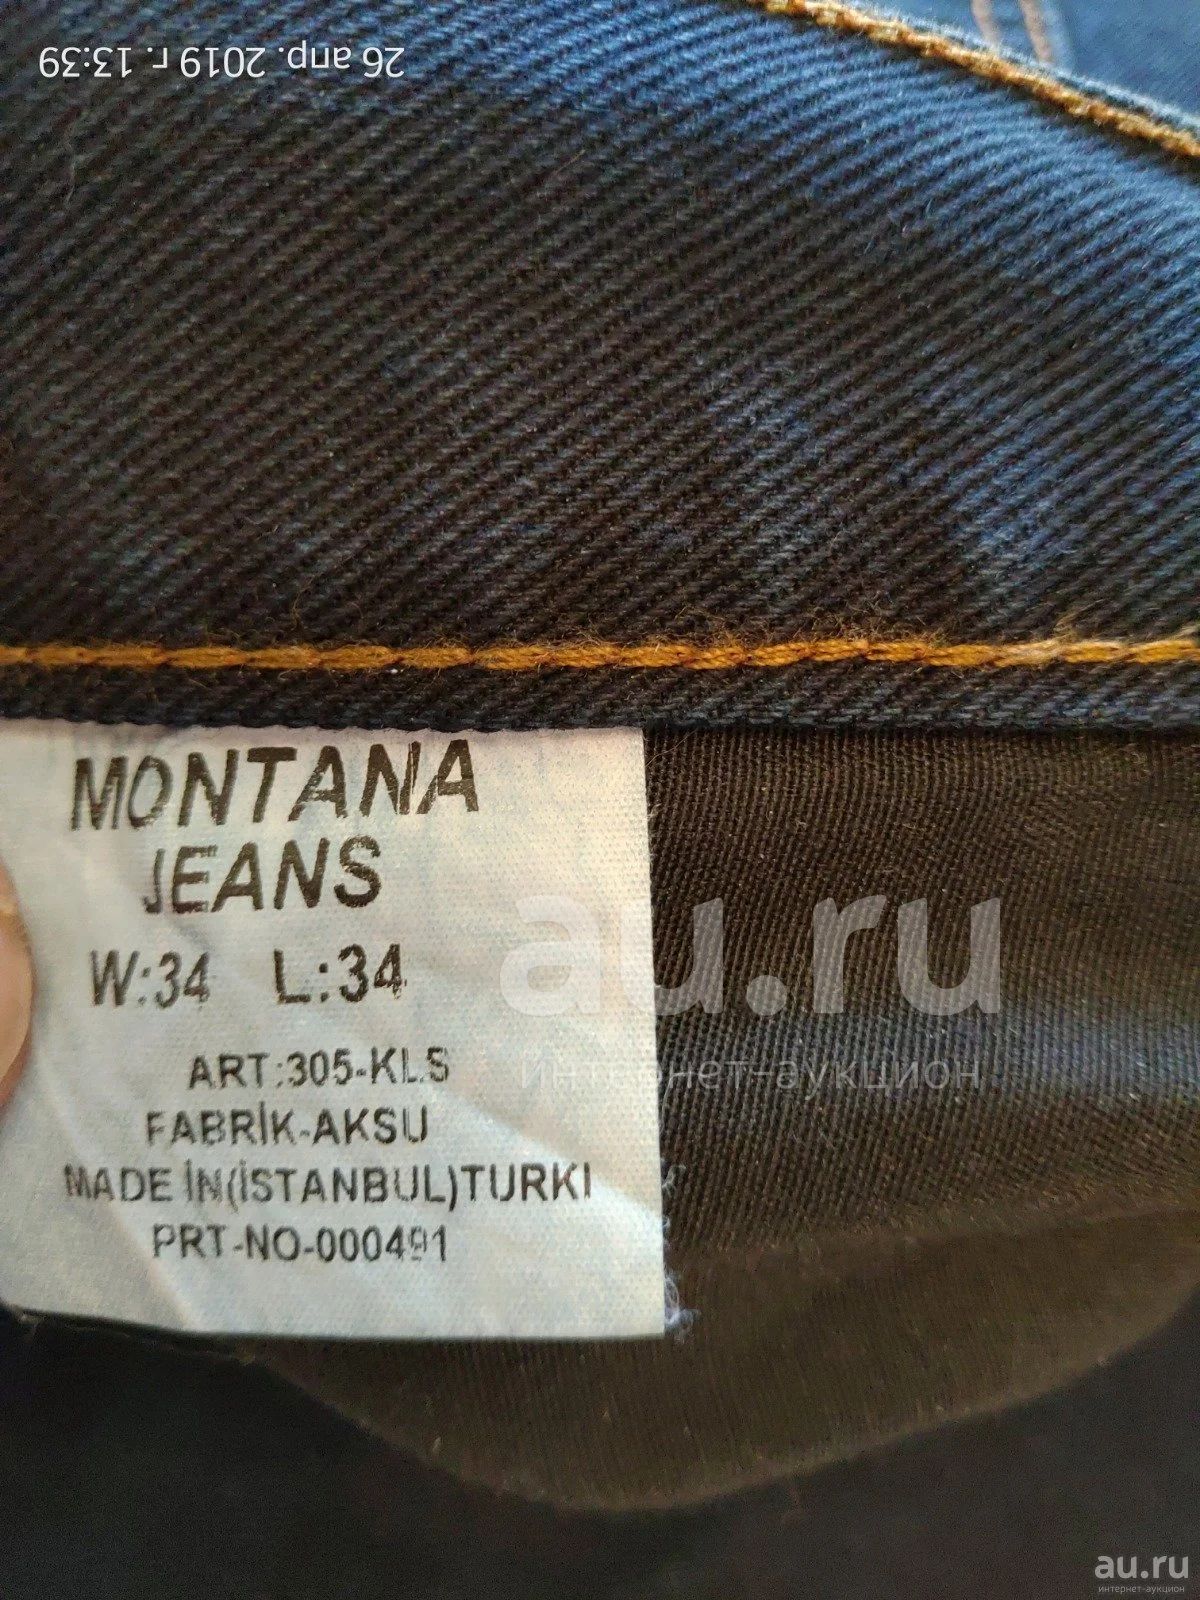 26 апр. 2019 г. 13:39
MONTANA
JEANS
W:34 L:34
ART:305-KLS
FABRİK-AKSU
MADE İN(İSTANBUL)TURKI
PRT-NO-000491
au.ru
интернет-аукцион
au.ru
интернет-аукцион